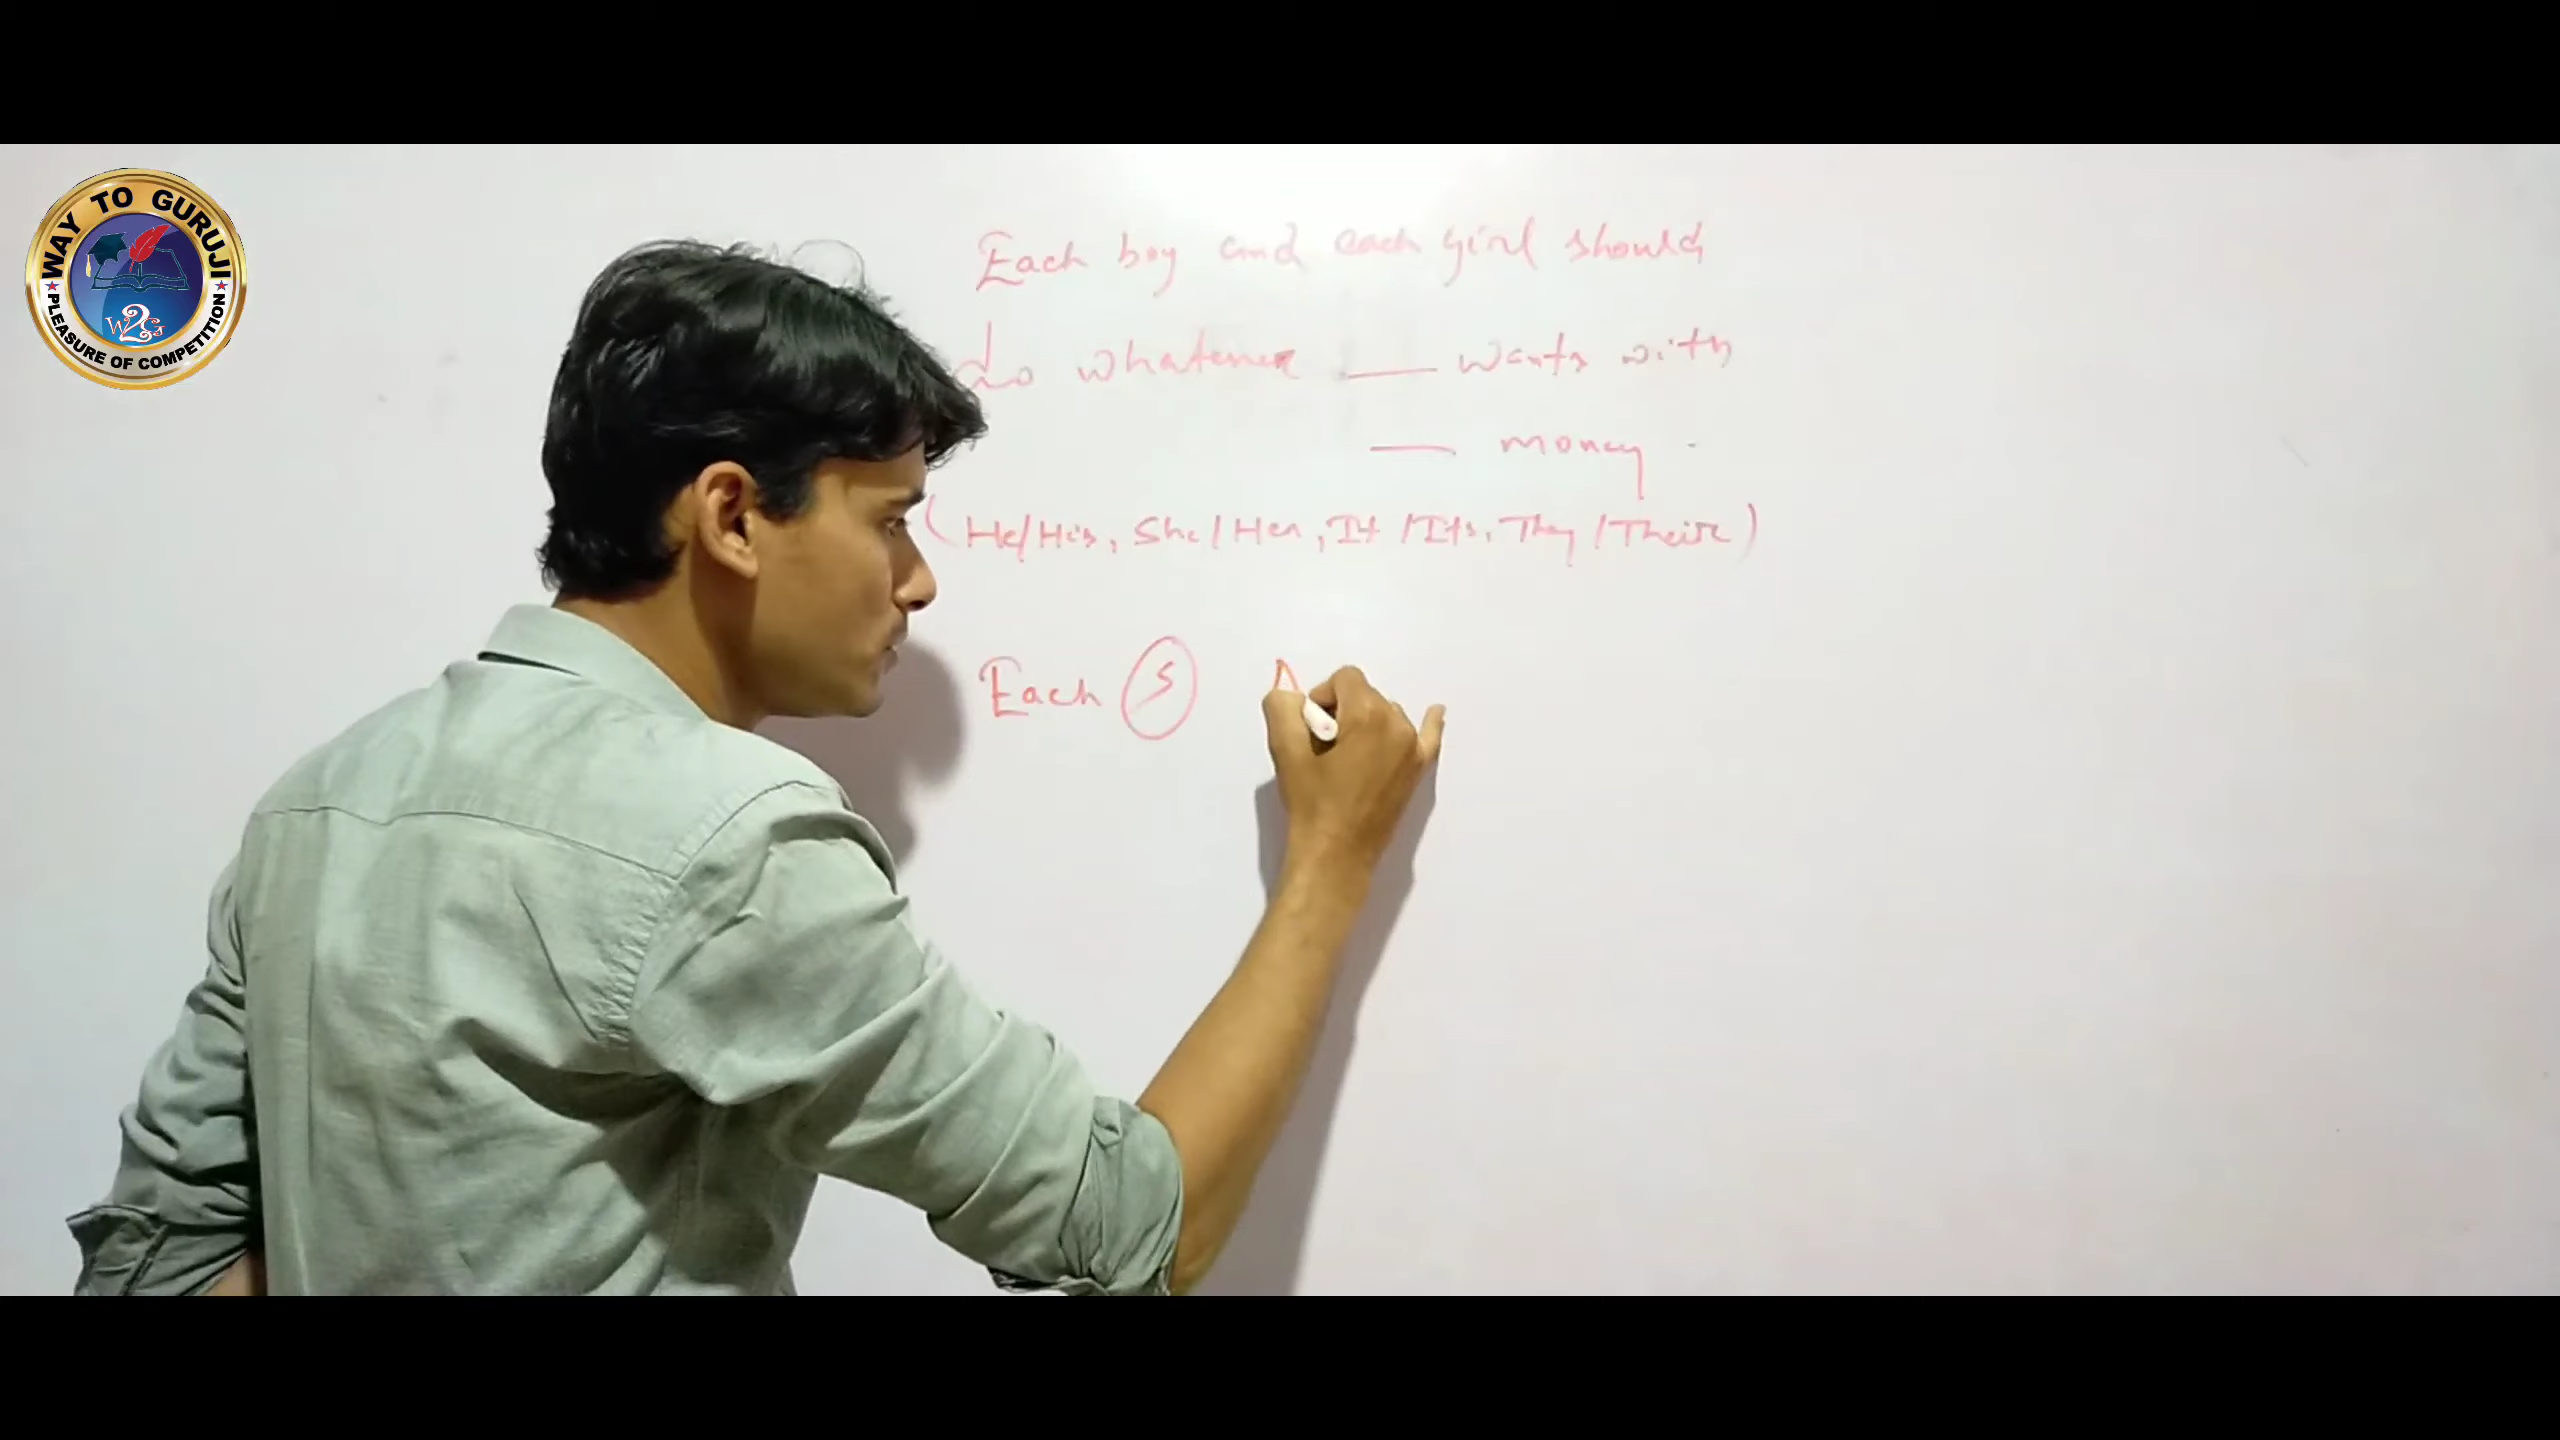 WAY TO GURUJI
W2G
PLEASURE OF COMPETITION
Each boy and each girl should
do whatever ___ wants with
___ money.
(He/His, She/Her, It/Its, They/Their)
Each S